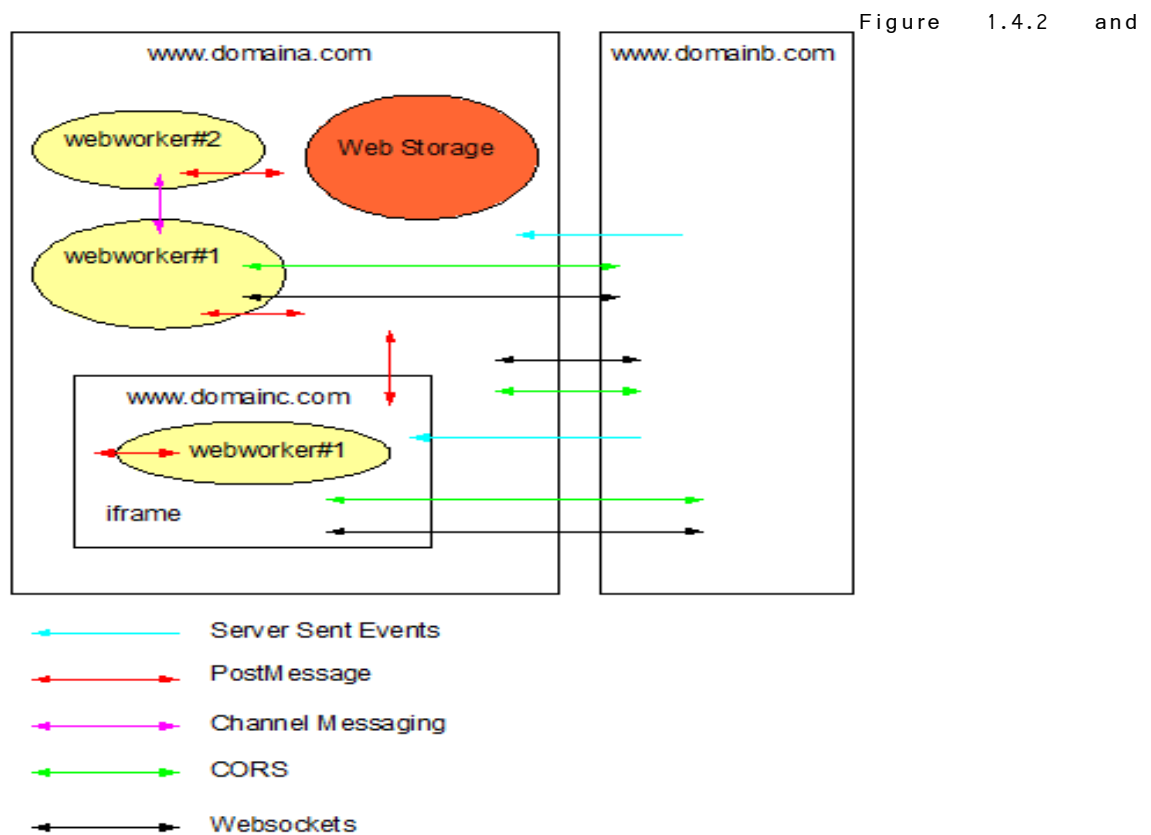 Figure 1.4.2 and
www.domaina.com
www.domainb.com
webworker#2
Web Storage
webworker#1
www.domainc.com
webworker#1
iframe
Server Sent Events
PostMessage
Channel Messaging
CORS
Websockets